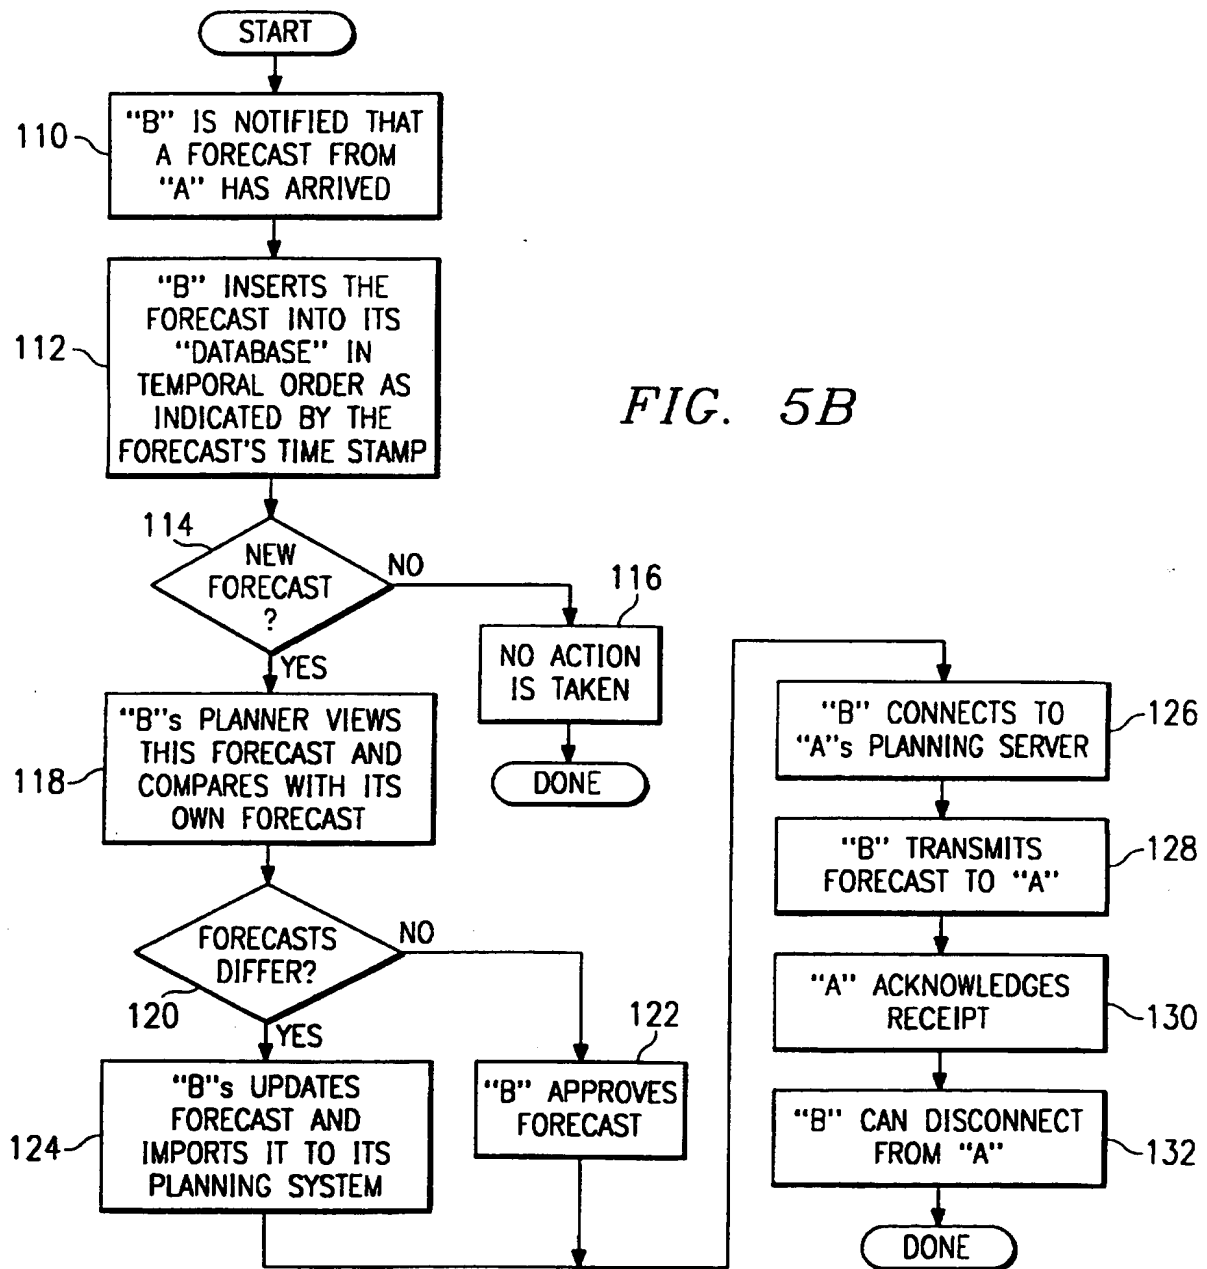 START
110
"B" IS NOTIFIED THAT
A FORECAST FROM
"A" HAS ARRIVED
112
"B" INSERTS THE
FORECAST INTO ITS
"DATABASE" IN
TEMPORAL ORDER AS
INDICATED BY THE
FORECAST'S TIME STAMP
FIG. 5B
114
NEW
FORECAST
?
NO
YES
116
NO ACTION
IS TAKEN
DONE
118
"B"s PLANNER VIEWS
THIS FORECAST AND
COMPARES WITH ITS
OWN FORECAST
120
FORECASTS
DIFFER?
NO
YES
122
"B" APPROVES
FORECAST
124
"B"s UPDATES
FORECAST AND
IMPORTS IT TO ITS
PLANNING SYSTEM
"B" CONNECTS TO
"A"s PLANNING SERVER
126
"B" TRANSMITS
FORECAST TO "A"
128
"A" ACKNOWLEDGES
RECEIPT
130
"B" CAN DISCONNECT
FROM "A"
132
DONE